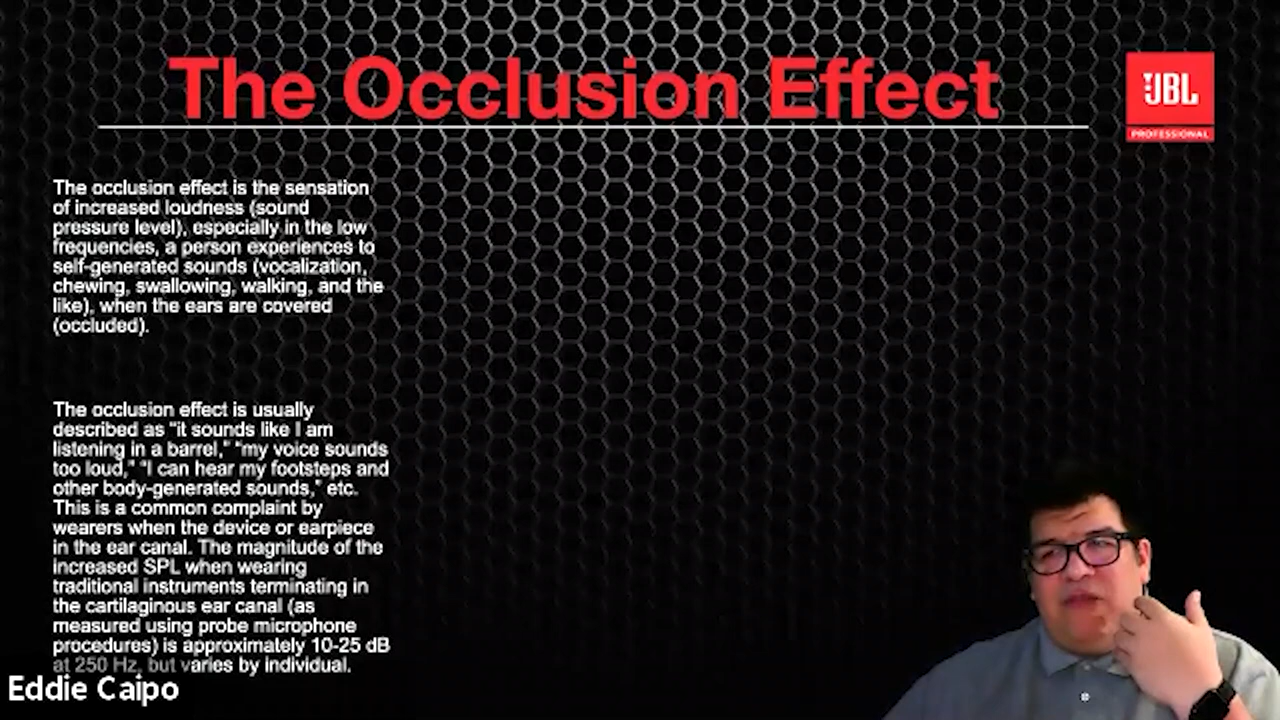 The Occlusion Effect
JBL
PROFESSIONAL
The occlusion effect is the sensation
of increased loudness (sound
pressure level), especially in the low
frequencies, a person experiences to
self-generated sounds (vocalization,
chewing, swallowing, walking, and the
like), when the ears are covered
(occluded).
The occlusion effect is usually
described as “it sounds like I am
listening in a barrel,” “my voice sounds
too loud,” “I can hear my footsteps and
other body-generated sounds,” etc.
This is a common complaint by
wearers when the device or earpiece
in the ear canal. The magnitude of the
increased SPL when wearing
traditional instruments terminating in
the cartilaginous ear canal (as
measured using probe microphone
procedures) is approximately 10-25 dB
at 250 Hz, but varies by individual.
Eddie Caipo